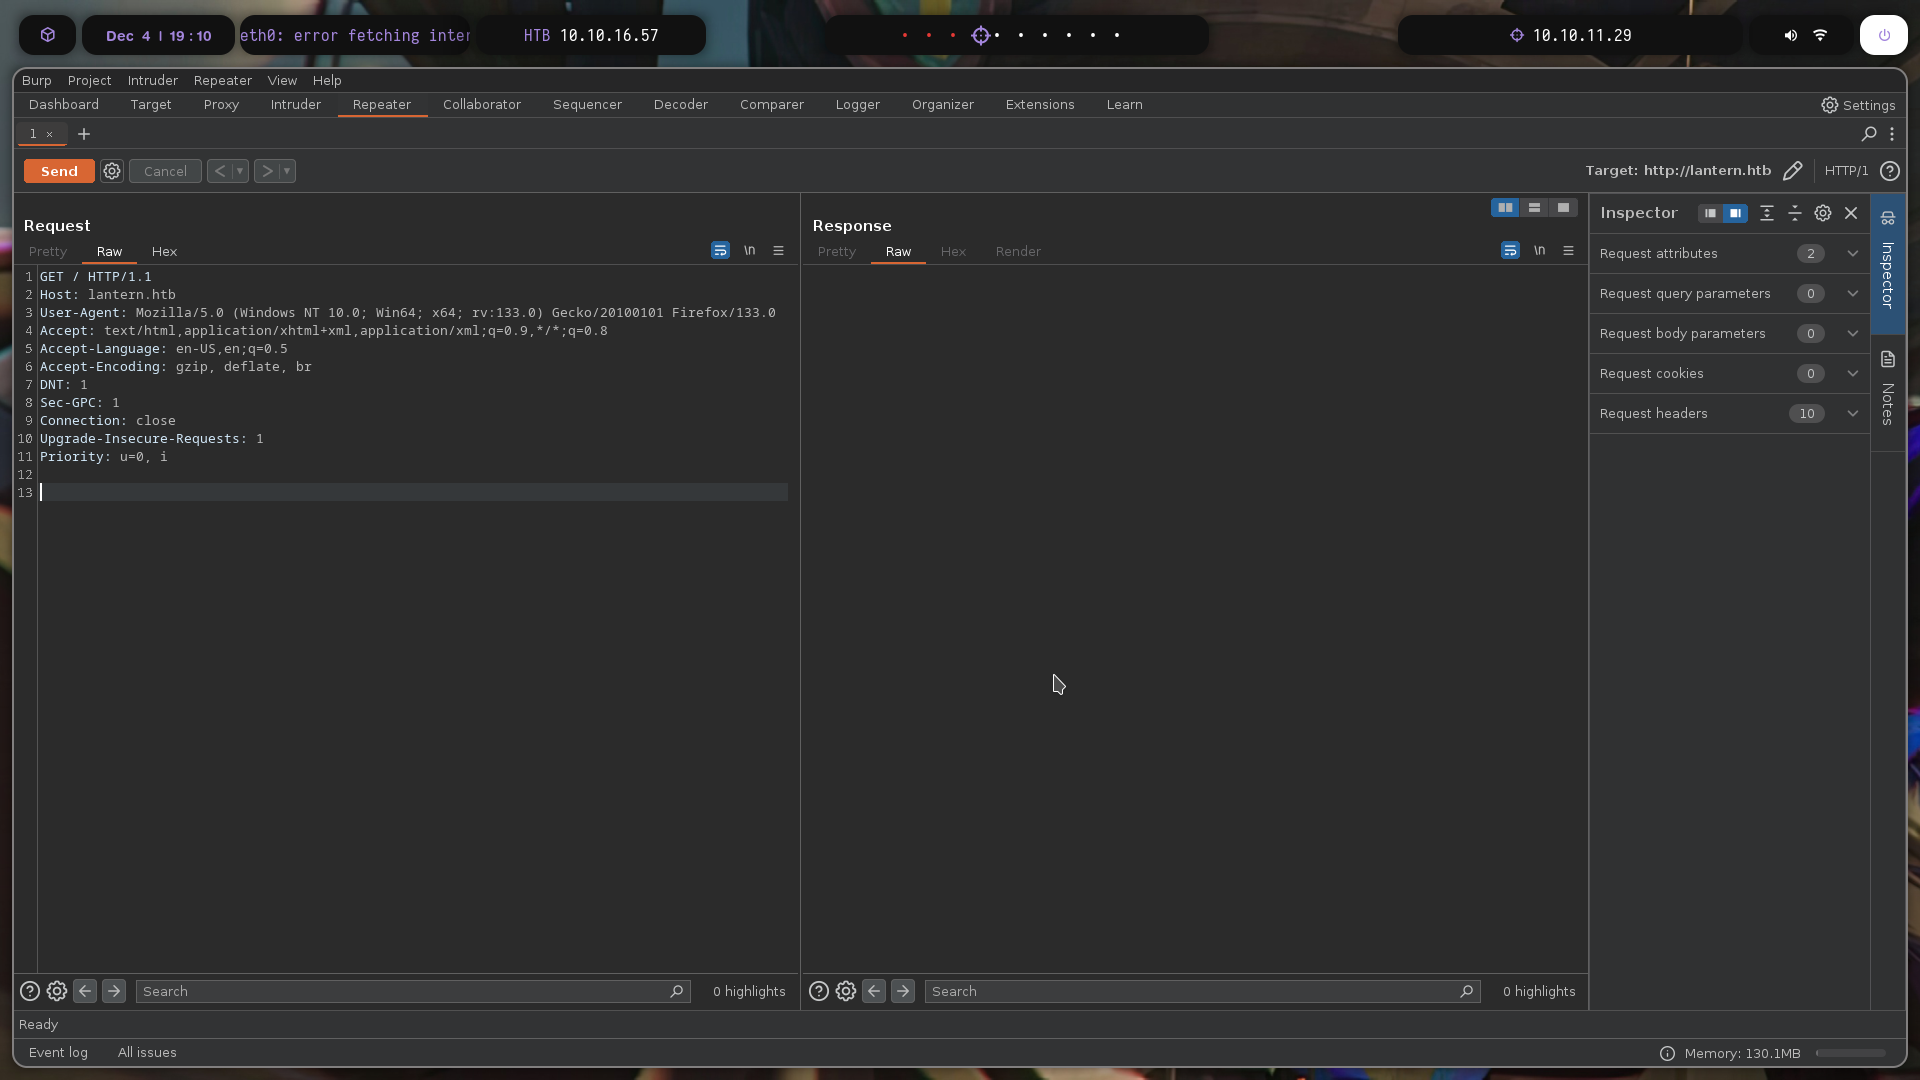 Dec 4 | 19:10
eth0: error fetching inter
HTB 10.10.16.57
10.10.11.29
Burp Project Intruder Repeater View Help
Dashboard Target Proxy Intruder Repeater Collaborator Sequencer Decoder Comparer Logger Organizer Extensions Learn
Settings
1 × +
Send Cancel < >
Target: http://lantern.htb HTTP/1
Request
Pretty Raw Hex
\n
1 GET / HTTP/1.1
2 Host: lantern.htb
3 User-Agent: Mozilla/5.0 (Windows NT 10.0; Win64; x64; rv:133.0) Gecko/20100101 Firefox/133.0
4 Accept: text/html,application/xhtml+xml,application/xml;q=0.9,*/*;q=0.8
5 Accept-Language: en-US,en;q=0.5
6 Accept-Encoding: gzip, deflate, br
7 DNT: 1
8 Sec-GPC: 1
9 Connection: close
10 Upgrade-Insecure-Requests: 1
11 Priority: u=0, i
12
13
Search
0 highlights
Response
Pretty Raw Hex Render
\n
Search
0 highlights
Inspector
Request attributes 2
Request query parameters 0
Request body parameters 0
Request cookies 0
Request headers 10
Inspector
Notes
Ready
Event log All issues
Memory: 130.1MB